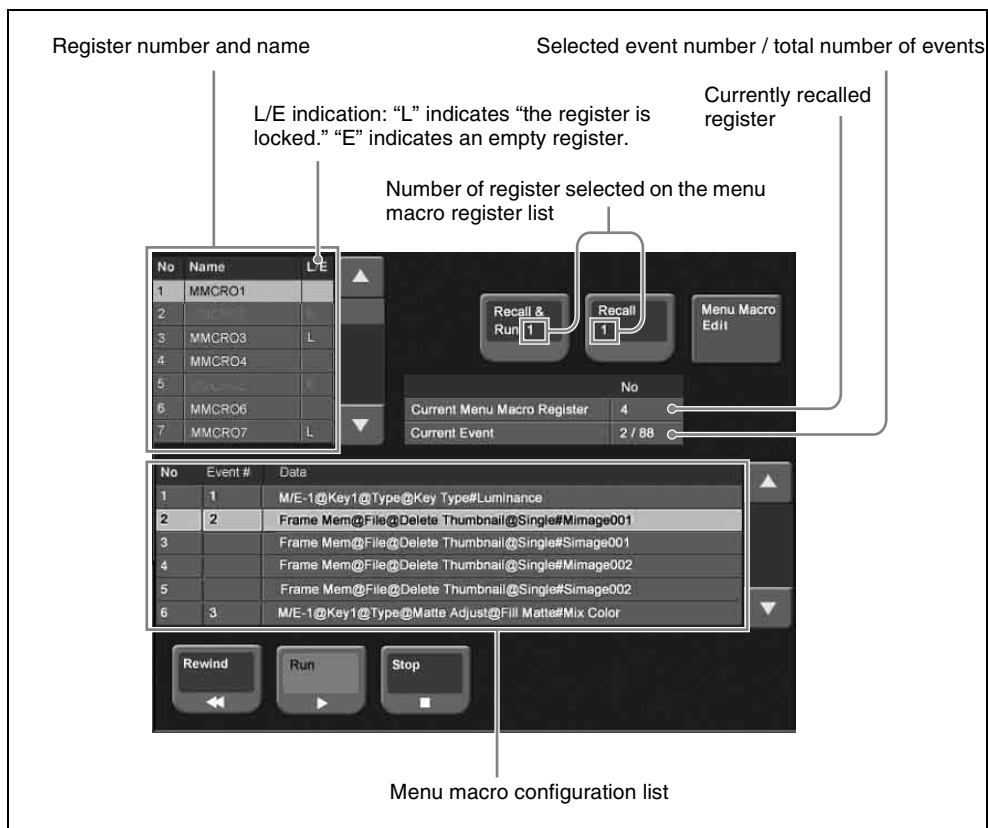 Register number and name
Selected event number / total number of events
L/E indication: “L” indicates “the register is
locked.” “E” indicates an empty register.
Currently recalled
register
Number of register selected on the menu
macro register list
No Name L/E
1 MMCRO1
2
3 MMCRO3 L
4 MMCRO4
5
6 MMCRO6
7 MMCRO7 L
Recall &
Run 1
Recall
1
Menu Macro
Edit
No
Current Menu Macro Register 4
Current Event 2 / 88
No Event # Data
1 1 M/E-1@Key1@Type@Key Type#Luminance
2 2 Frame Mem@File@Delete Thumbnail@Single#Mimage001
3 Frame Mem@File@Delete Thumbnail@Single#Simage001
4 Frame Mem@File@Delete Thumbnail@Single#Mimage002
5 Frame Mem@File@Delete Thumbnail@Single#Simage002
6 3 M/E-1@Key1@Type@Matte Adjust@Fill Matte#Mix Color
Rewind
Run
Stop
Menu macro configuration list